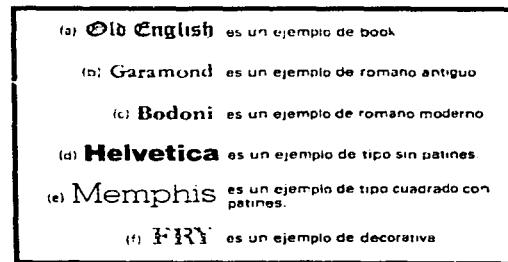 (a) Old English es un ejemplo de book
(b) Garamond es un ejemplo de romano antiguo
(c) Bodoni es un ejemplo de romano moderno
(d) Helvetica es un ejemplo de tipo sin patines.
(e) Memphis es un ejemplo de tipo cuadrado con
patines.
(f) FRY es un ejemplo de decorativa